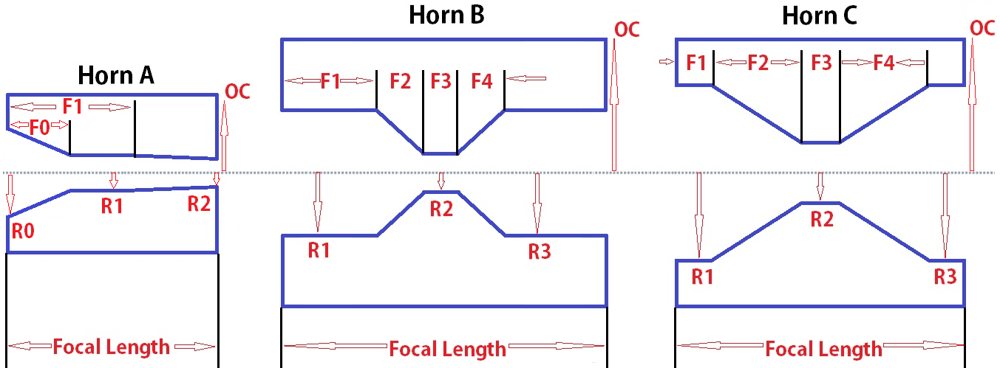 Horn A
OC
F1
F0
R0
R1
R2
Focal Length
Horn B
OC
F1
F2
F3
F4
R1
R2
R3
Focal Length
Horn C
OC
F1
F2
F3
F4
R1
R2
R3
Focal Length